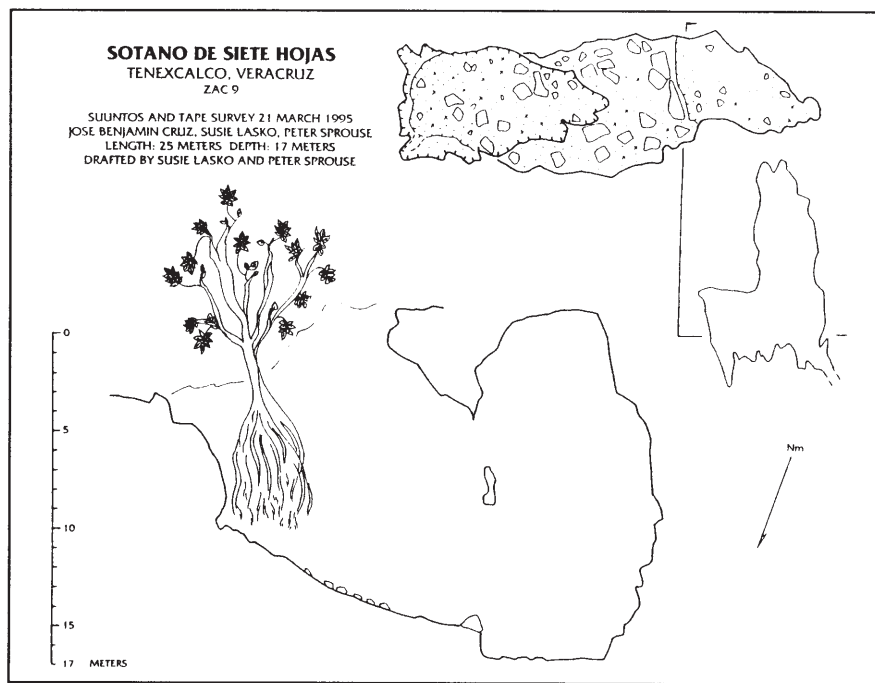 SOTANO DE SIETE HOJAS
TENEXCALCO, VERACRUZ
ZAC 9
SUUNTOS AND TAPE SURVEY 21 MARCH 1995
JOSE BENJAMIN CRUZ, SUSIE LASKO, PETER SPROUSE
LENGTH: 25 METERS DEPTH: 17 METERS
DRAFTED BY SUSIE LASKO AND PETER SPROUSE
0
5
Nm
10
15
17 METERS